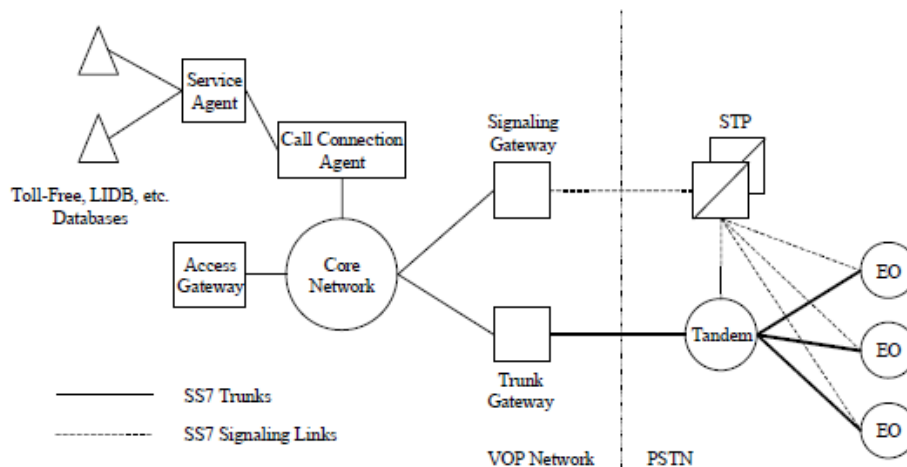 Service
Agent
Call Connection
Agent
Signaling
Gateway
STP
Toll-Free, LIDB, etc.
Databases
Access
Gateway
Core
Network
EO
Tandem
EO
Trunk
Gateway
EO
SS7 Trunks
SS7 Signaling Links
VOP Network
PSTN